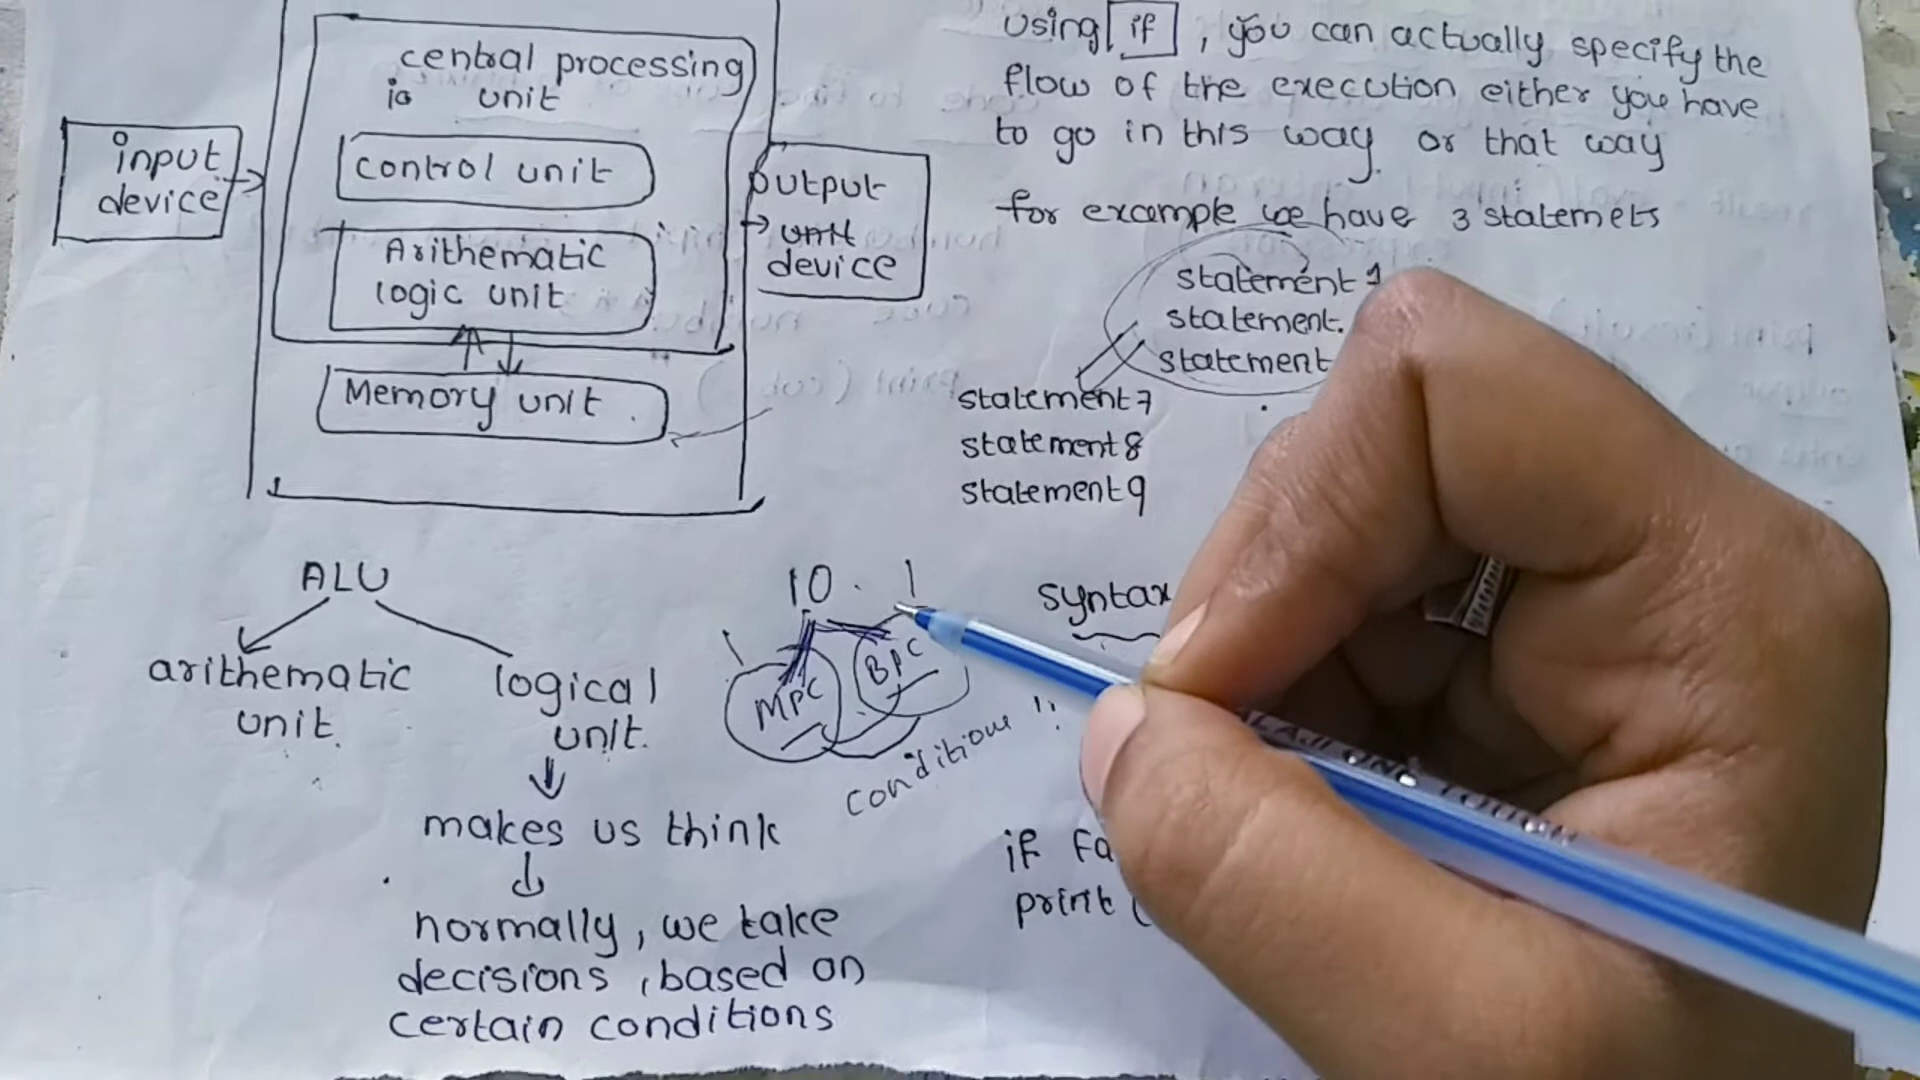 central processing
io unit
control unit
Arithematic
logic unit
Memory unit
input
device
output
unit
device
ALU
arithematic
unit.
logical
unit.
makes us think
normally, we take
decisions, based on
certain conditions
10 1
MPC
BPC
conditions !!
Using if, you can actually specify the
flow of the execution either you have
to go in this way or that way
for example we have 3 statemets
statement 1
statement
statement
statement 7
statement 8
statement 9
syntax
if Fa
print (